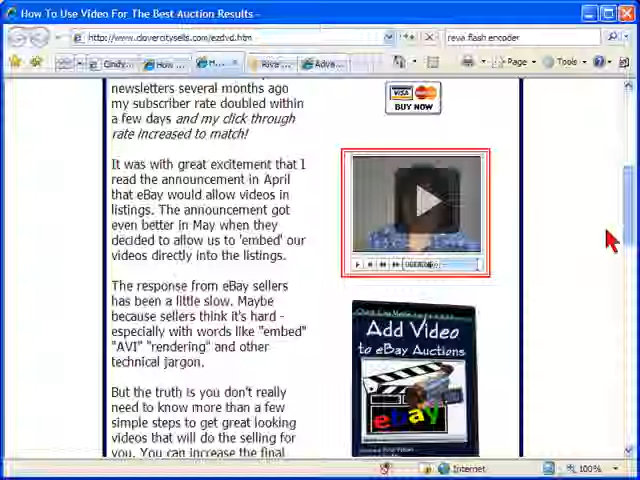 How To Use Video For The Best Auction Results -
http://www.clovercitysells.com/ezdvd.htm
reva flash encoder
Cindy
How ...
Reva
Adva...
Page
Tools
newsletters several months ago
my subscriber rate doubled within
a few days and my click through
rate increased to match!
VISA
BUY NOW
It was with great excitement that I
read the announcement in April
that eBay would allow videos in
listings. The announcement got
even better in May when they
decided to allow us to 'embed' our
videos directly into the listings.
The response from eBay sellers
has been a little slow. Maybe
because sellers think it's hard -
especially with words like "embed"
"AVI" "rendering" and other
technical jargon.
Add Video
to eBay Auctions
ebay
But the truth is you don't really
need to know more than a few
simple steps to get great looking
videos that will do the selling for
you. You can increase the final
Internet
100%